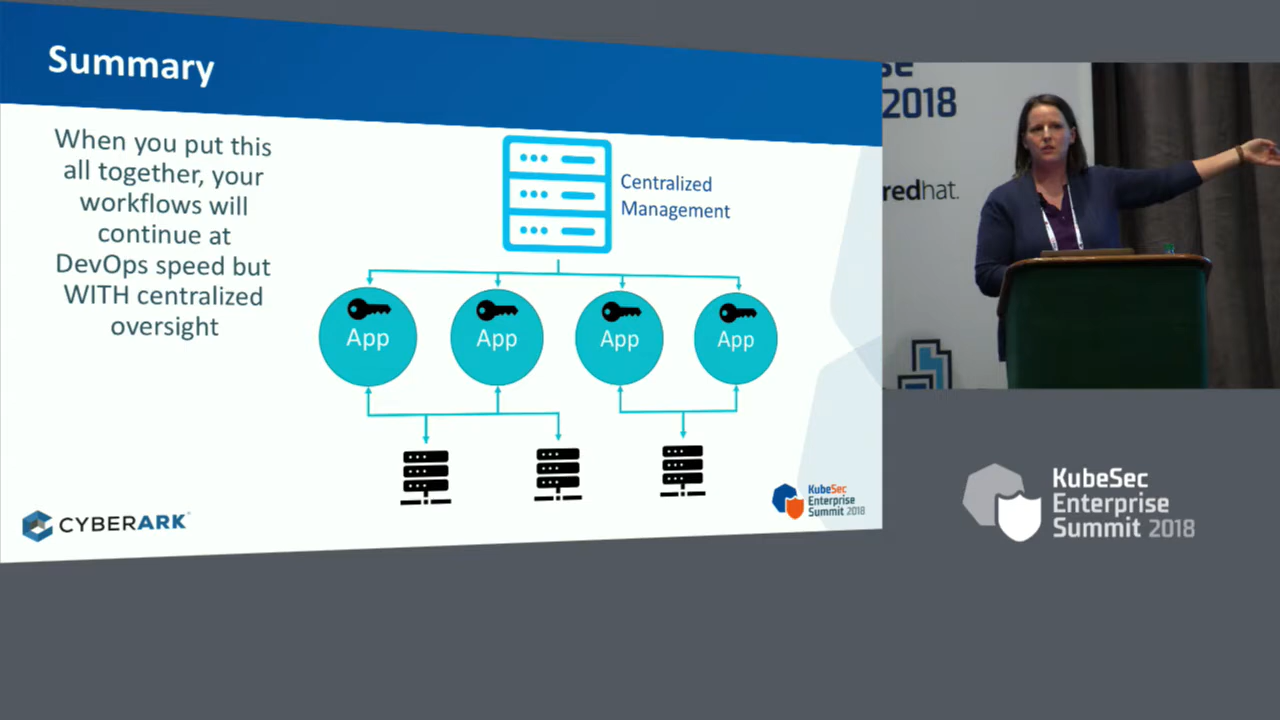 Summary
When you put this
all together, your
workflows will
continue at
DevOps speed but
WITH centralized
oversight
Centralized
Management
App
App
App
App
CYBERARK
KubeSec
Enterprise
Summit 2018
2018
redhat.
KubeSec
Enterprise
Summit 2018